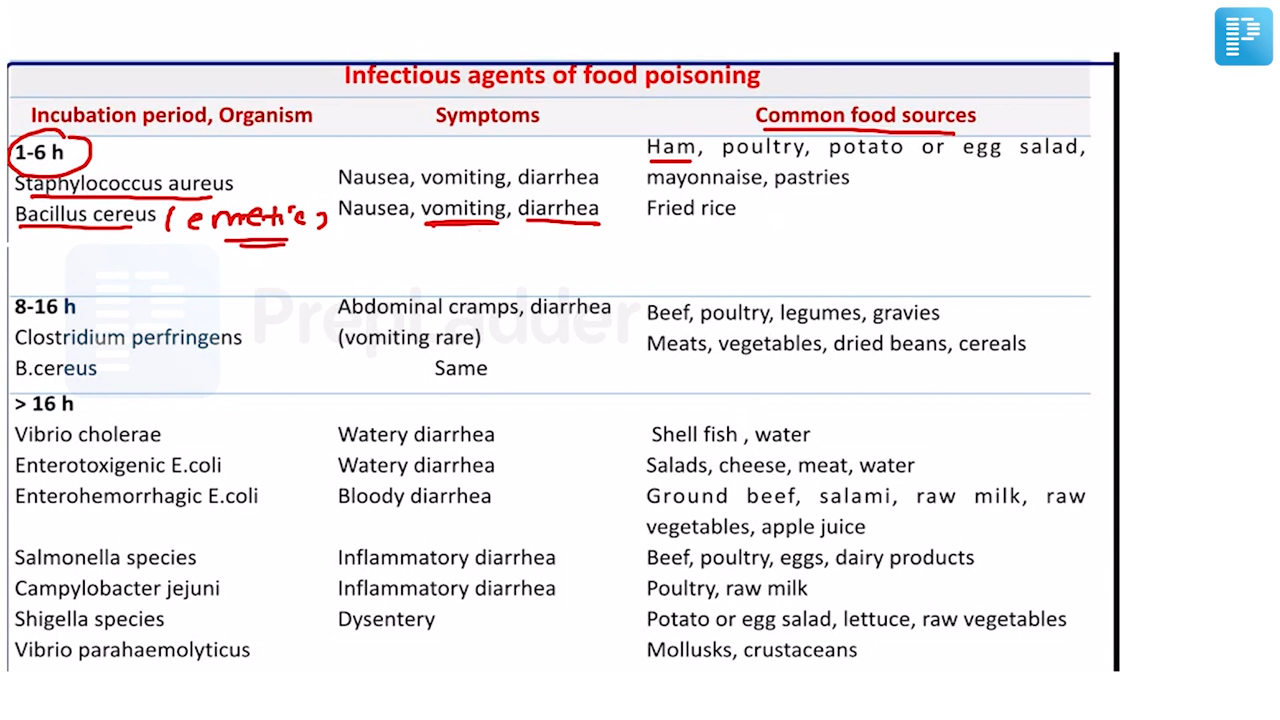 Infectious agents of food poisoning
Incubation period, Organism Symptoms Common food sources
1-6 h
Staphylococcus aureus Nausea, vomiting, diarrhea Ham, poultry, potato or egg salad,
mayonnaise, pastries
Bacillus cereus (emetic) Nausea, vomiting, diarrhea Fried rice
8-16 h
Clostridium perfringens Abdominal cramps, diarrhea Beef, poultry, legumes, gravies
(vomiting rare) Meats, vegetables, dried beans, cereals
B.cereus Same
PrepLadder
> 16 h
Vibrio cholerae Watery diarrhea Shell fish , water
Enterotoxigenic E.coli Watery diarrhea Salads, cheese, meat, water
Enterohemorrhagic E.coli Bloody diarrhea Ground beef, salami, raw milk, raw
vegetables, apple juice
Salmonella species Inflammatory diarrhea Beef, poultry, eggs, dairy products
Campylobacter jejuni Inflammatory diarrhea Poultry, raw milk
Shigella species Dysentery Potato or egg salad, lettuce, raw vegetables
Vibrio parahaemolyticus Mollusks, crustaceans